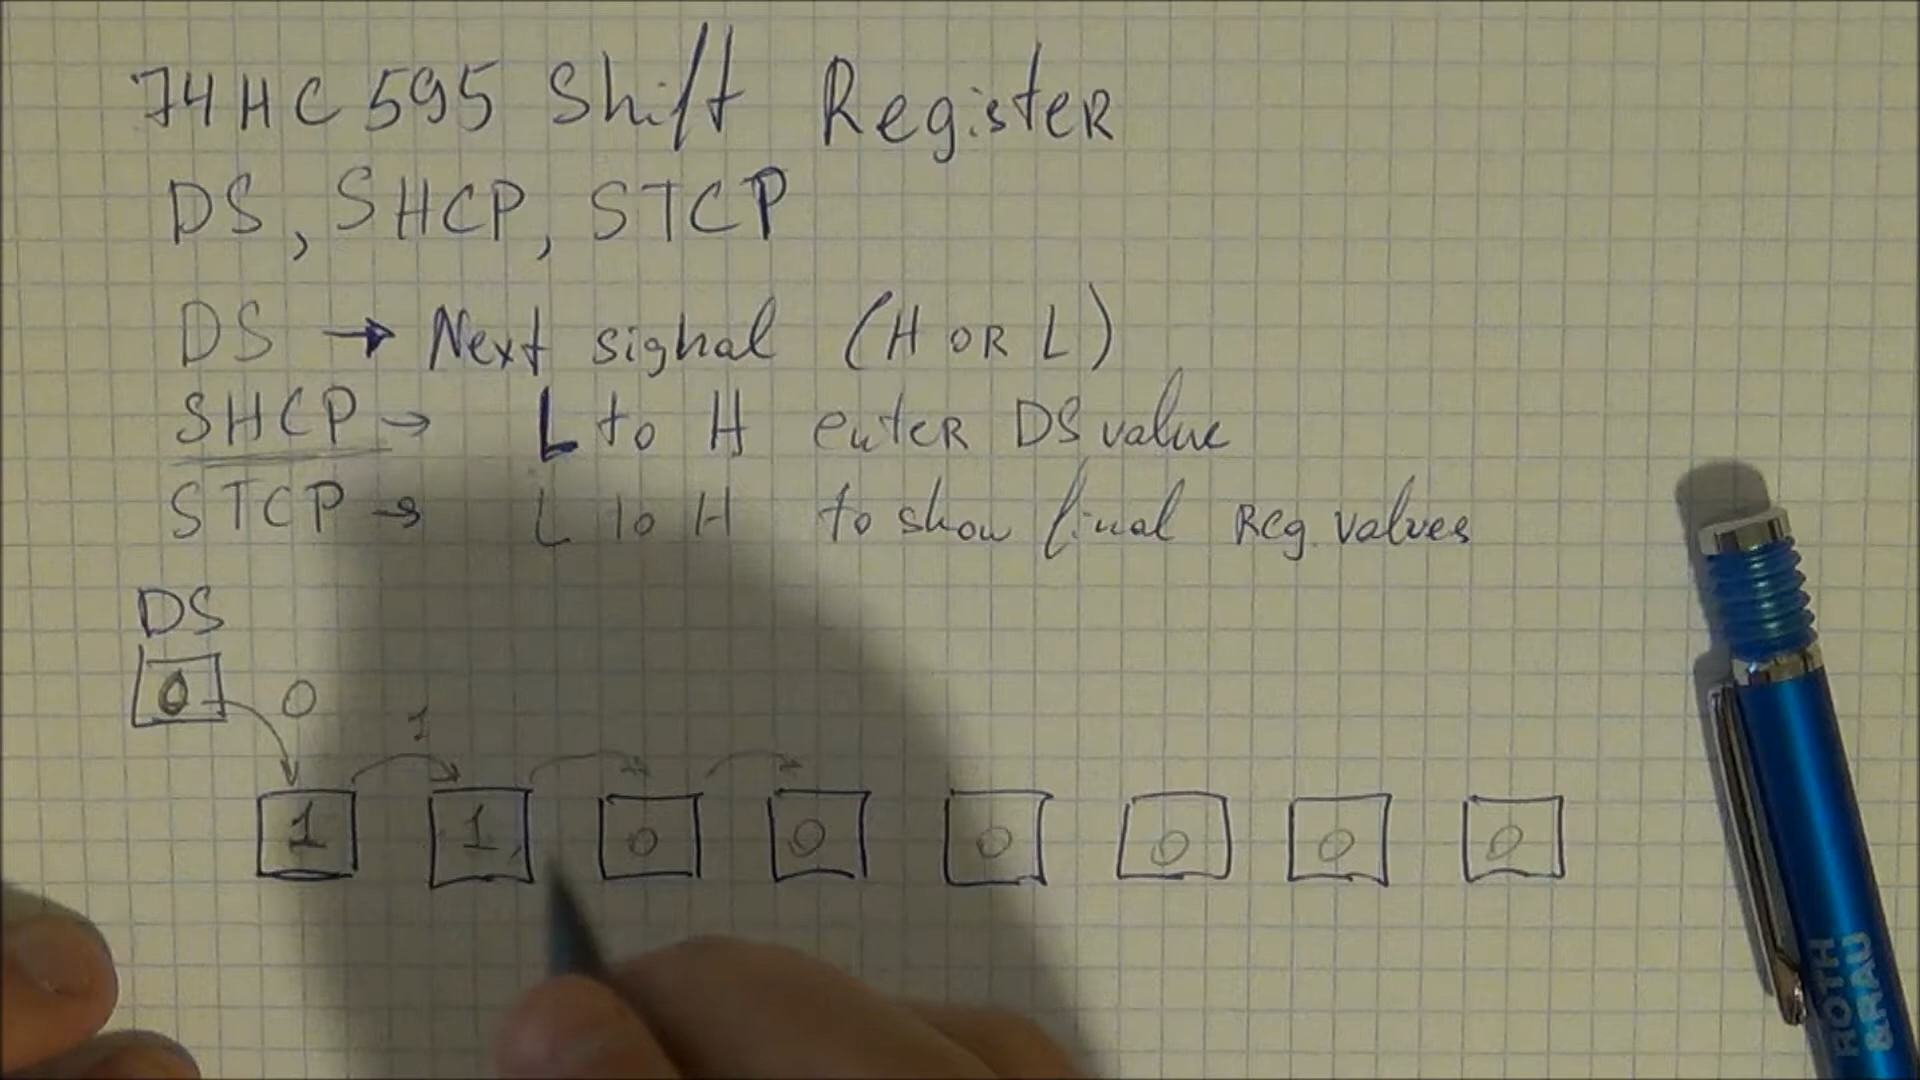 74HC595 Shift Register
DS, SHCP, STCP
DS → Next signal (H OR L)
SHCP → L to H enter DS value
STCP → L to H to show final Reg. values
DS
0 0
1
1 1 0 0 0 0 0 0
ROTH
&RAU